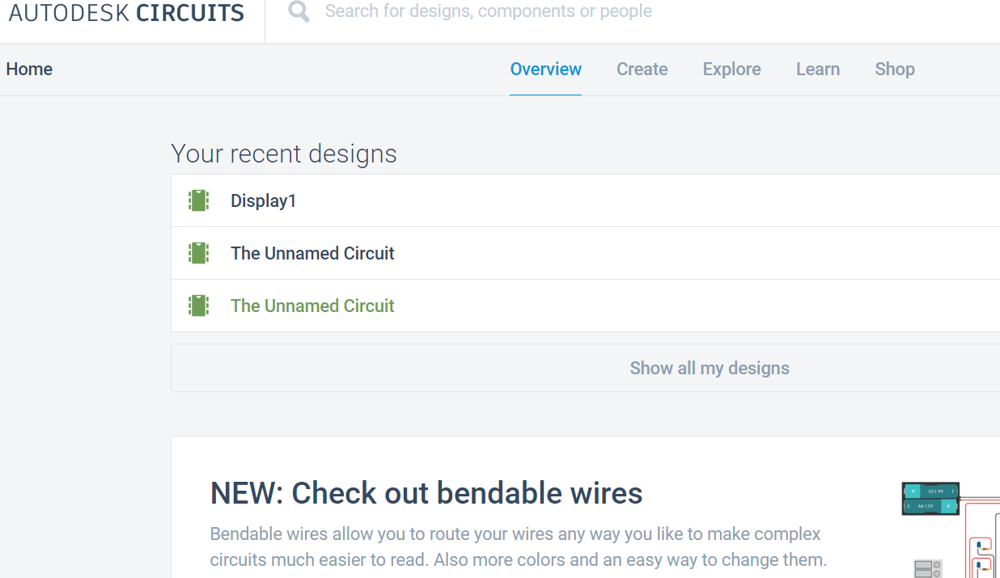 AUTODESK CIRCUITS
Search for designs, components or people
Home
Overview Create Explore Learn Shop
Your recent designs
Display1
The Unnamed Circuit
The Unnamed Circuit
Show all my designs
NEW: Check out bendable wires
Bendable wires allow you to route your wires any way you like to make complex
circuits much easier to read. Also more colors and an easy way to change them.
AA 1.5V
AA 1.5V